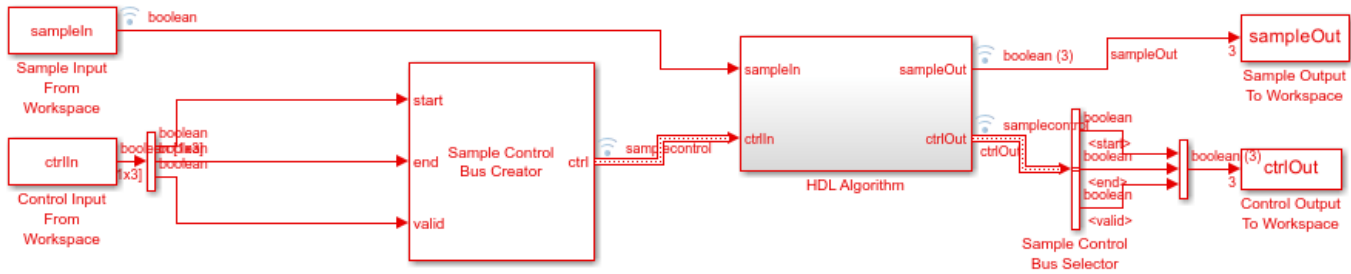 sampleIn
boolean
Sample Input
From
Workspace
ctrlIn
boolean [1x3]
[1x3]
Control Input
From
Workspace
boolean
boolean
start
end
valid
Sample Control
Bus Creator
ctrl
samplecontrol
sampleIn
ctrlIn
sampleOut
ctrlOut
HDL Algorithm
boolean (3)
sampleOut
3
sampleOut
Sample Output
To Workspace
samplecontrol
ctrlOut
boolean
<start>
boolean
<end>
boolean
<valid>
Sample Control
Bus Selector
boolean (3)
3
ctrlOut
Control Output
To Workspace